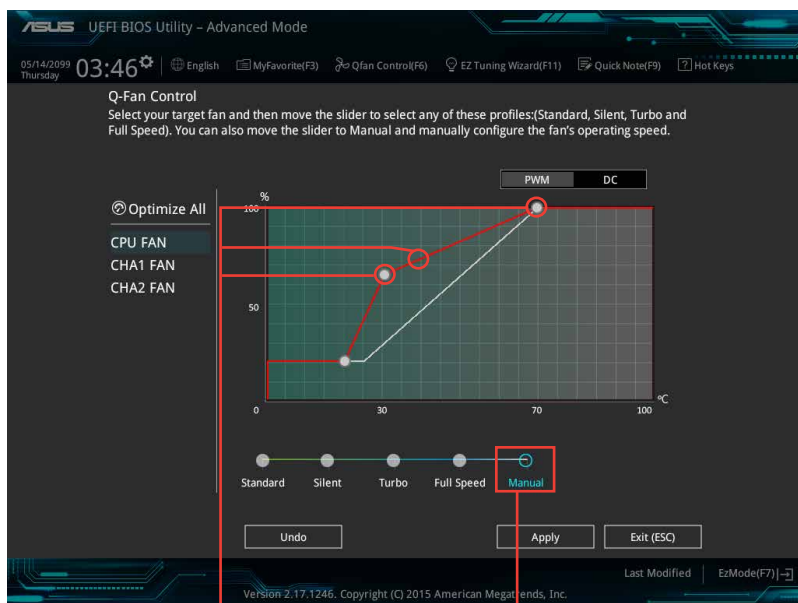 ASUS UEFI BIOS Utility – Advanced Mode
05/14/2099
Thursday
03:46 English MyFavorite(F3) Qfan Control(F6) EZ Tuning Wizard(F11) Quick Note(F9) ? Hot Keys
Q-Fan Control
Select your target fan and then move the slider to select any of these profiles:(Standard, Silent, Turbo and
Full Speed). You can also move the slider to Manual and manually configure the fan's operating speed.
PWM DC
%
Optimize All
100
CPU FAN
CHA1 FAN
CHA2 FAN
50
°C
0 30 70 100
Standard Silent Turbo Full Speed Manual
Undo Apply Exit (ESC)
Last Modified EzMode(F7)
Version 2.17.1246. Copyright (C) 2015 American Megatrends, Inc.